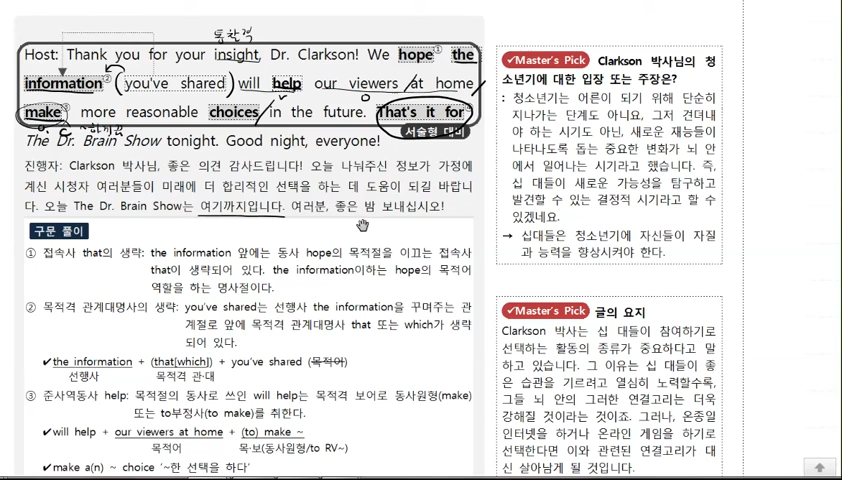 통찰력
Host: Thank you for your insight, Dr. Clarkson! We hope① the
information② (you've shared) will help our viewers at home
make③ more reasonable choices in the future. That's it for
서술형 대비
The Dr. Brain Show tonight. Good night, everyone!
진행자: Clarkson 박사님, 좋은 의견 감사드립니다! 오늘 나눠주신 정보가 가정에
계신 시청자 여러분들이 미래에 더 합리적인 선택을 하는 데 도움이 되길 바랍니
다. 오늘 The Dr. Brain Show는 여기까지입니다. 여러분, 좋은 밤 보내십시오!
구문 풀이
① 접속사 that의 생략: the information 앞에는 동사 hope의 목적절을 이끄는 접속사
that이 생략되어 있다. the information이하는 hope의 목적어
역할을 하는 명사절이다.
② 목적격 관계대명사의 생략: you've shared는 선행사 the information을 꾸며주는 관
계절로 앞에 목적격 관계대명사 that 또는 which가 생략
되어 있다.
✔the information + (that[which]) + you've shared (목적어)
선행사 목적격 관·대
③ 준사역동사 help: 목적절의 동사로 쓰인 will help는 목적격 보어로 동사원형(make)
또는 to부정사(to make)를 취한다.
✔will help + our viewers at home + (to) make ~
목적어 목·보(동사원형/to RV~)
✔make a(n) ~ choice '~한 선택을 하다'
✔Master's Pick Clarkson 박사님의 청
소년기에 대한 입장 또는 주장은?
: 청소년기는 어른이 되기 위해 단순히
지나가는 단계도 아니요, 그저 견뎌내
야 하는 시기도 아닌, 새로운 재능들이
나타나도록 돕는 중요한 변화가 뇌 안
에서 일어나는 시기라고 했습니다. 즉,
십 대들이 새로운 가능성을 탐구하고
발견할 수 있는 결정적 시기라고 할 수
있겠네요.
→ 십대들은 청소년기에 자신들이 자질
과 능력을 향상시켜야 한다.
✔Master's Pick 글의 요지
Clarkson 박사는 십 대들이 참여하기로
선택하는 활동의 종류가 중요하다고 말
하고 있습니다. 그 이유는 십 대들이 좋
은 습관을 기르려고 열심히 노력할수록,
그들 뇌 안의 그러한 연결고리는 더욱
강해질 것이라는 것이죠. 그러나, 온종일
인터넷을 하거나 온라인 게임을 하기로
선택한다면 이와 관련된 연결고리가 대
신 살아남게 될 것입니다.